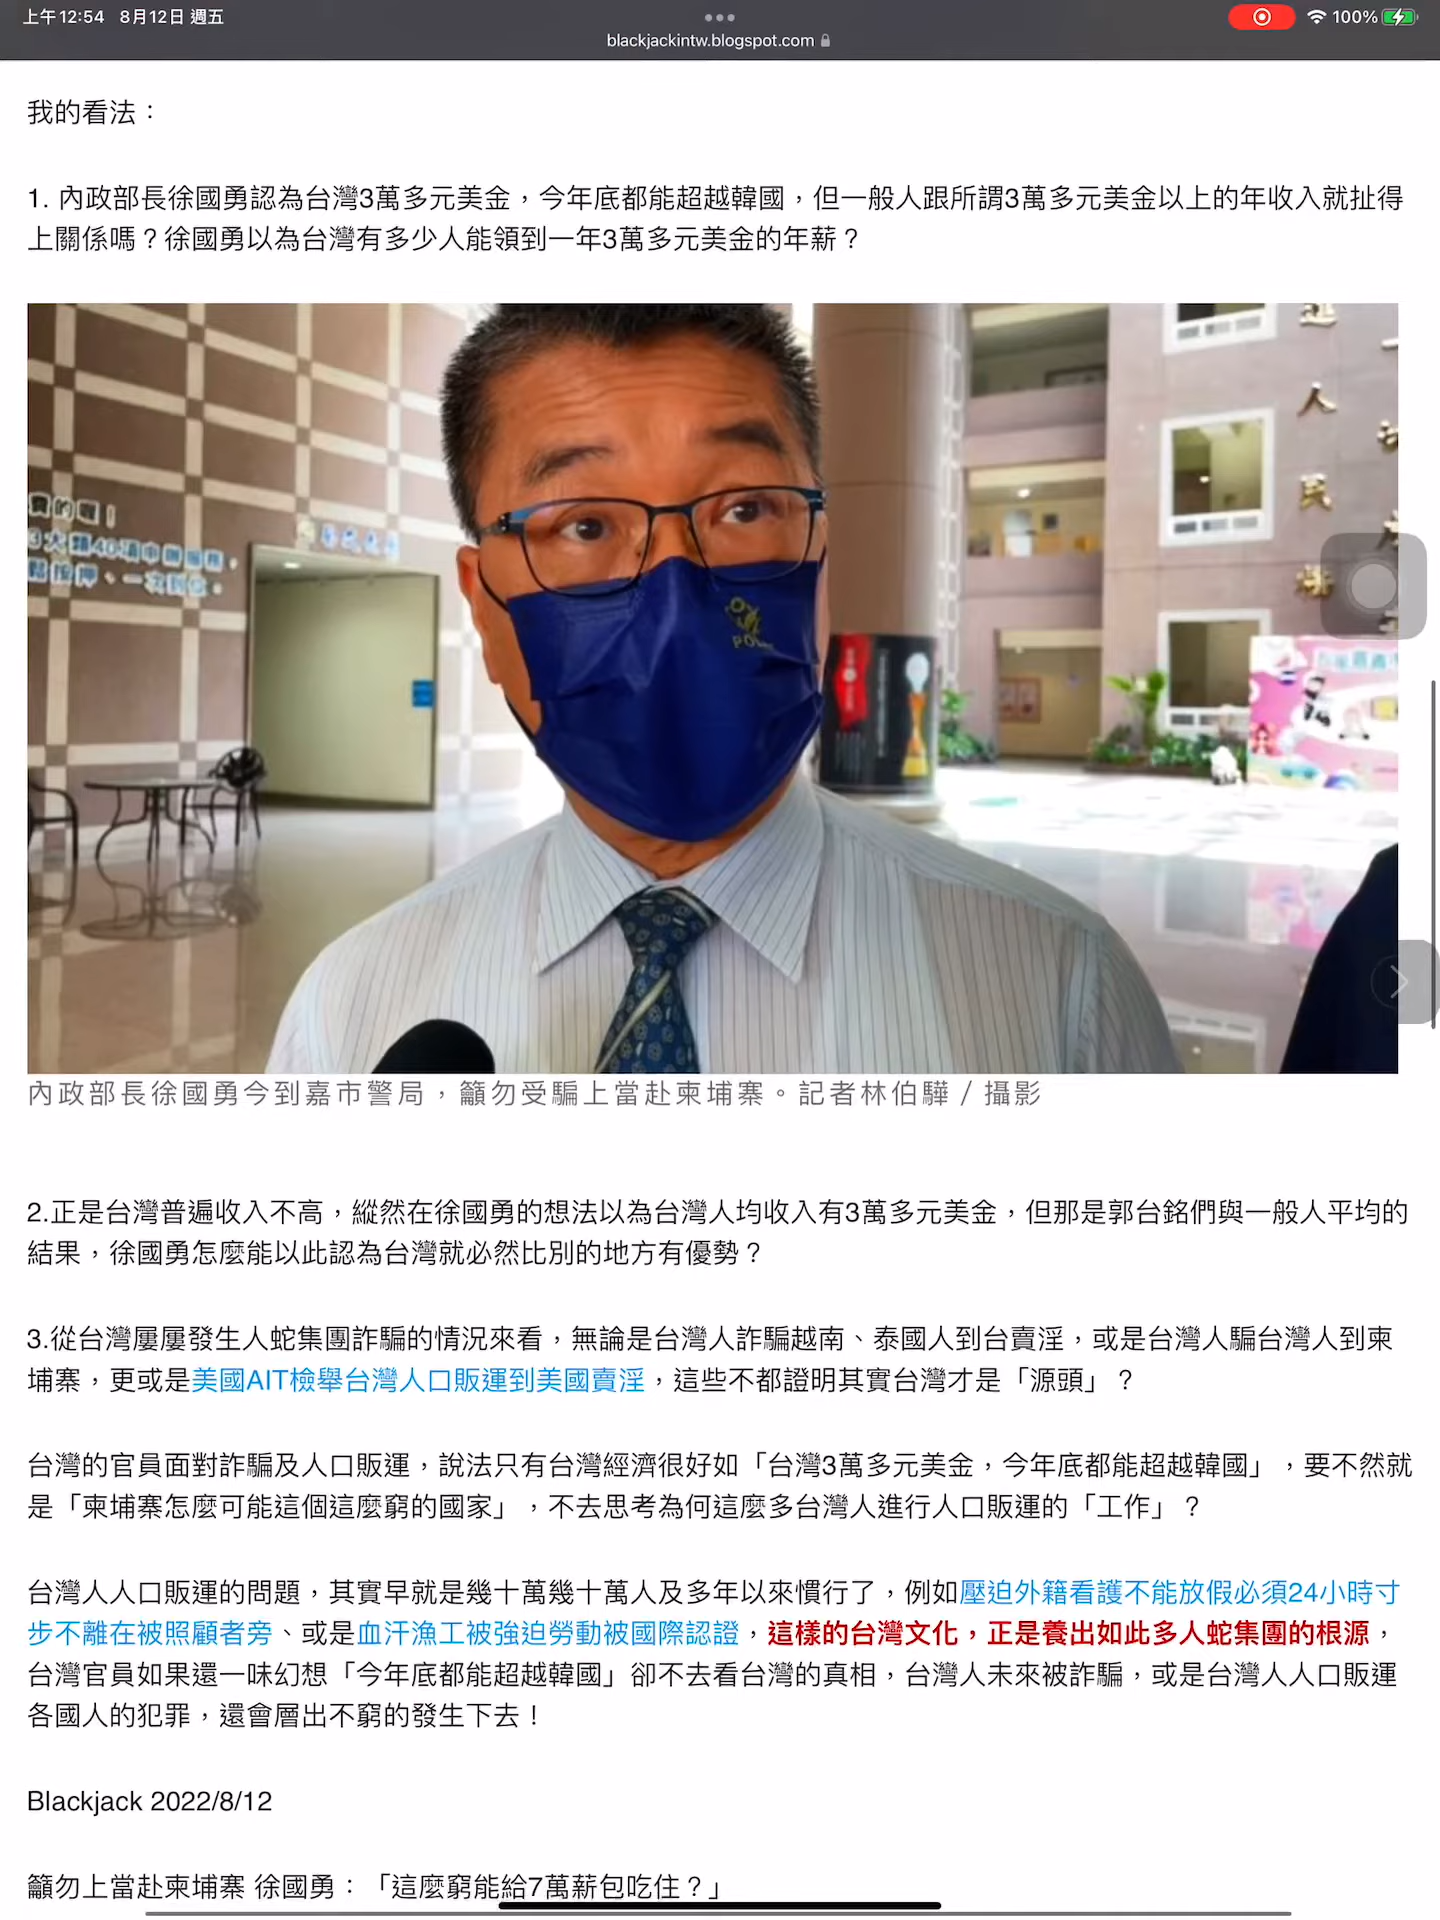 上午12:54 8月12日 週五
100%
blackjackintw.blogspot.com
我的看法：
1. 內政部長徐國勇認為台灣3萬多元美金，今年底都能超越韓國，但一般人跟所謂3萬多元美金以上的年收入就扯得
上關係嗎？徐國勇以為台灣有多少人能領到一年3萬多元美金的年薪？
人
民
3大類40項申辦服務，
一次到位。
內政部長徐國勇今到嘉市警局，籲勿受騙上當赴柬埔寨。記者林伯驊／攝影
2.正是台灣普遍收入不高，縱然在徐國勇的想法以為台灣人均收入有3萬多元美金，但那是郭台銘們與一般人平均的
結果，徐國勇怎麼能以此認為台灣就必然比別的地方有優勢？
3.從台灣屢屢發生人蛇集團詐騙的情況來看，無論是台灣人詐騙越南、泰國人到台賣淫，或是台灣人騙台灣人到柬
埔寨，更或是美國AIT檢舉台灣人口販運到美國賣淫，這些不都證明其實台灣才是「源頭」？
台灣的官員面對詐騙及人口販運，說法只有台灣經濟很好如「台灣3萬多元美金，今年底都能超越韓國」，要不然就
是「柬埔寨怎麼可能這個這麼窮的國家」，不去思考為何這麼多台灣人進行人口販運的「工作」？
台灣人人口販運的問題，其實早就是幾十萬幾十萬人及多年以來慣行了，例如壓迫外籍看護不能放假必須24小時寸
步不離在被照顧者旁、或是血汗漁工被強迫勞動被國際認證，這樣的台灣文化，正是養出如此多人蛇集團的根源，
台灣官員如果還一味幻想「今年底都能超越韓國」卻不去看台灣的真相，台灣人未來被詐騙，或是台灣人人口販運
各國人的犯罪，還會層出不窮的發生下去！
Blackjack 2022/8/12
籲勿上當赴柬埔寨 徐國勇：「這麼窮能給7萬薪包吃住？」